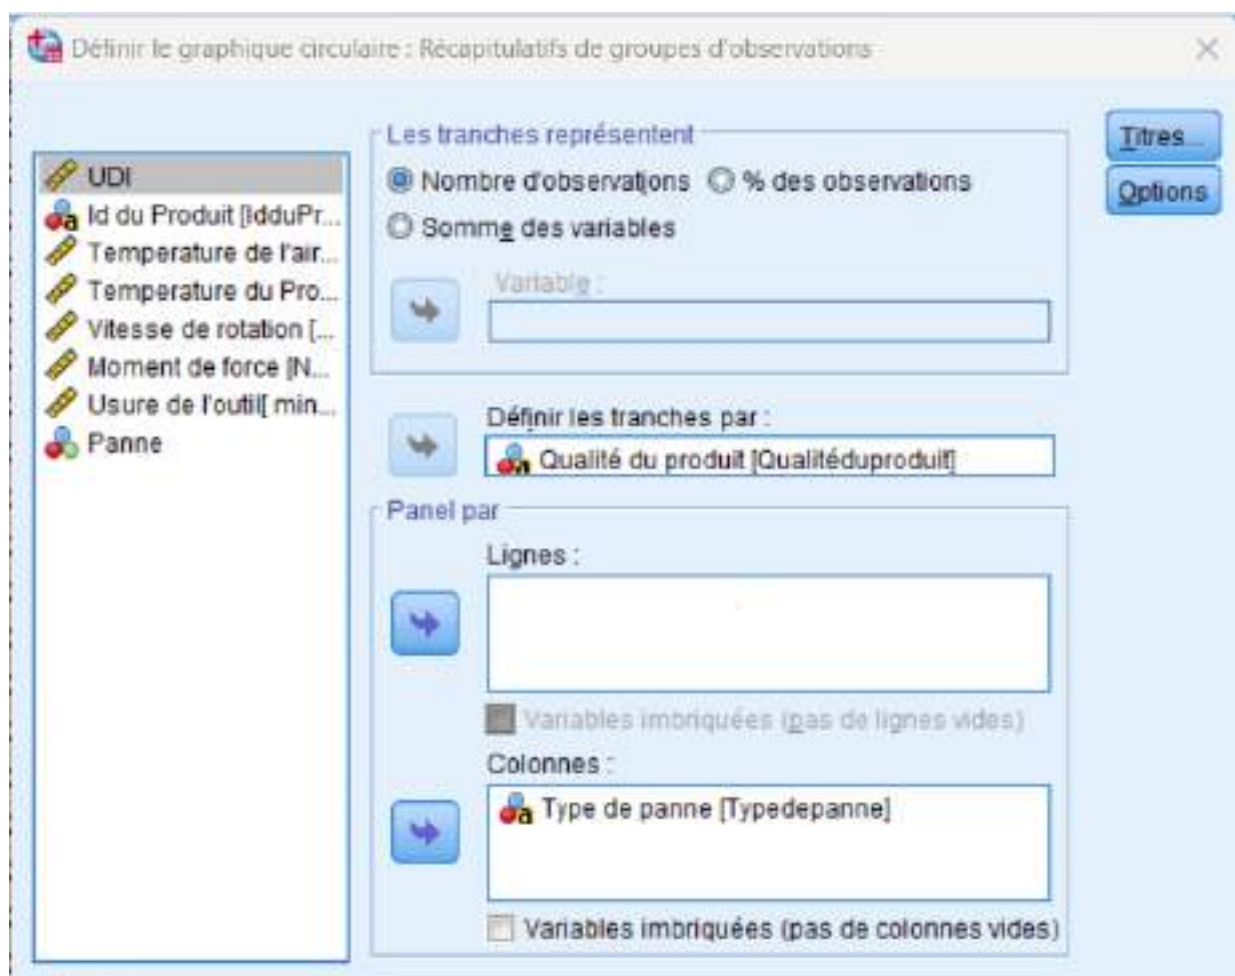 Définir le graphique circulaire : Récapitulatifs de groupes d'observations
UDI
Id du Produit [IdduPr...
Temperature de l'air...
Temperature du Pro...
Vitesse de rotation [...
Moment de force [N...
Usure de l'outil[ min...
Panne
Les tranches représentent
Nombre d'observations % des observations
Somme des variables
Variable :
Définir les tranches par :
Qualité du produit [Qualitéduproduit]
Panel par
Lignes :
Variables imbriquées (pas de lignes vides)
Colonnes :
Type de panne [Typedepanne]
Variables imbriquées (pas de colonnes vides)
Titres...
Options